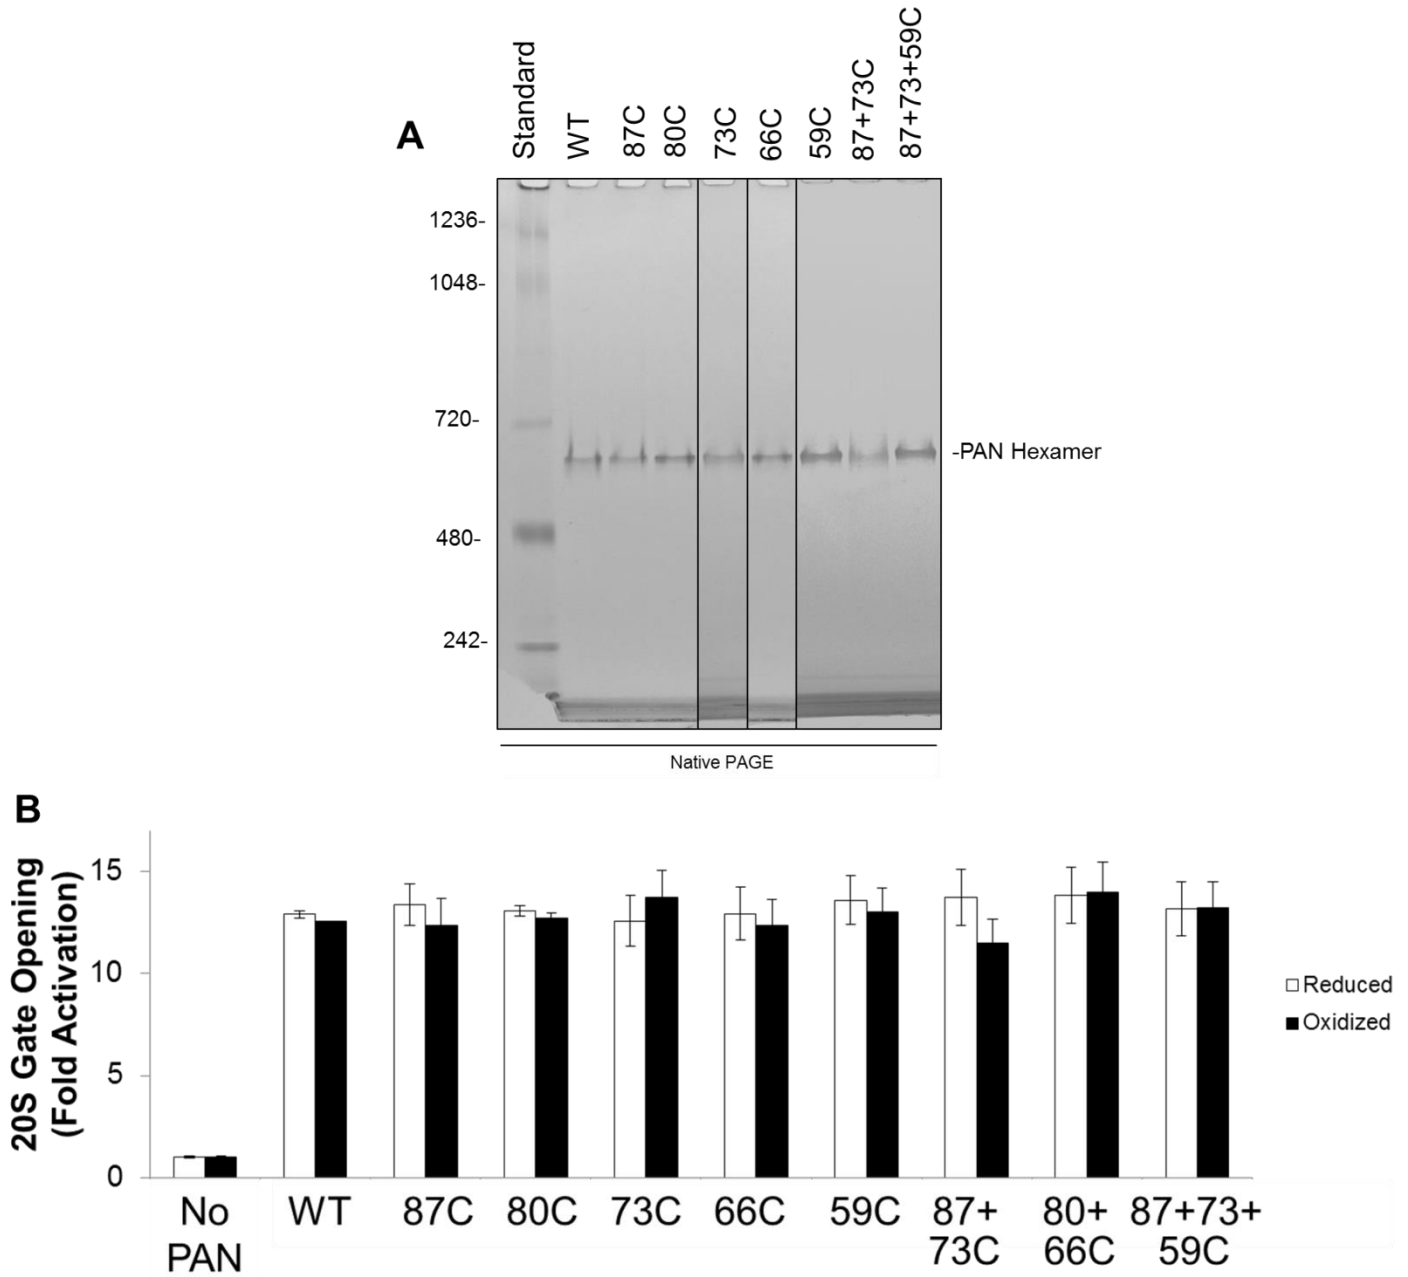 A
Standard
WT
87C
80C
73C
66C
59C
87+73C
87+73+59C
1236-
1048-
720-
480-
242-
-PAN Hexamer
Native PAGE
B
20S Gate Opening
(Fold Activation)
15
10
5
0
Reduced
Oxidized
No
PAN
WT
87C
80C
73C
66C
59C
87+
73C
80+
66C
87+73+
59C